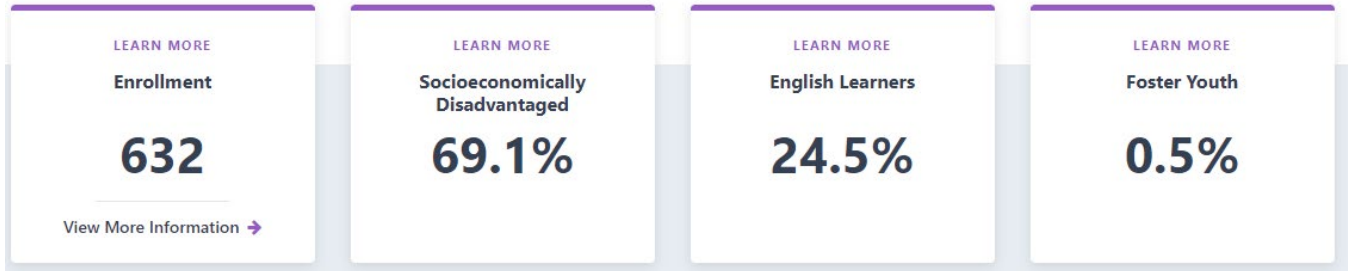 LEARN MORE
Enrollment
632
View More Information
LEARN MORE
Socioeconomically
Disadvantaged
69.1%
LEARN MORE
English Learners
24.5%
LEARN MORE
Foster Youth
0.5%